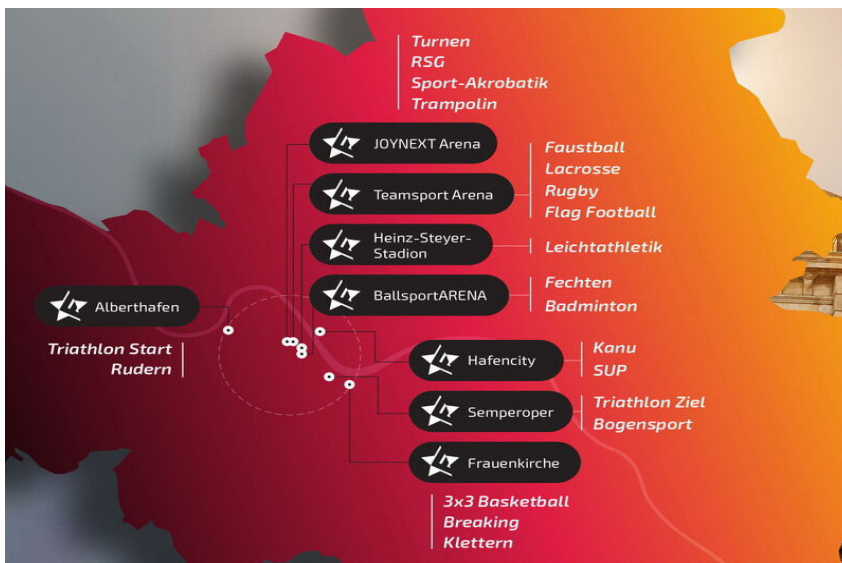 Turnen
RSG
Sport-Akrobatik
Trampolin
JOYNEXT Arena
Teamsport Arena
Faustball
Lacrosse
Rugby
Flag Football
Heinz-Steyer-
Stadion
Leichtathletik
BallsportARENA
Fechten
Badminton
Alberthafen
Triathlon Start
Rudern
Hafencity
Kanu
SUP
Semperoper
Triathlon Ziel
Bogensport
Frauenkirche
3x3 Basketball
Breaking
Klettern